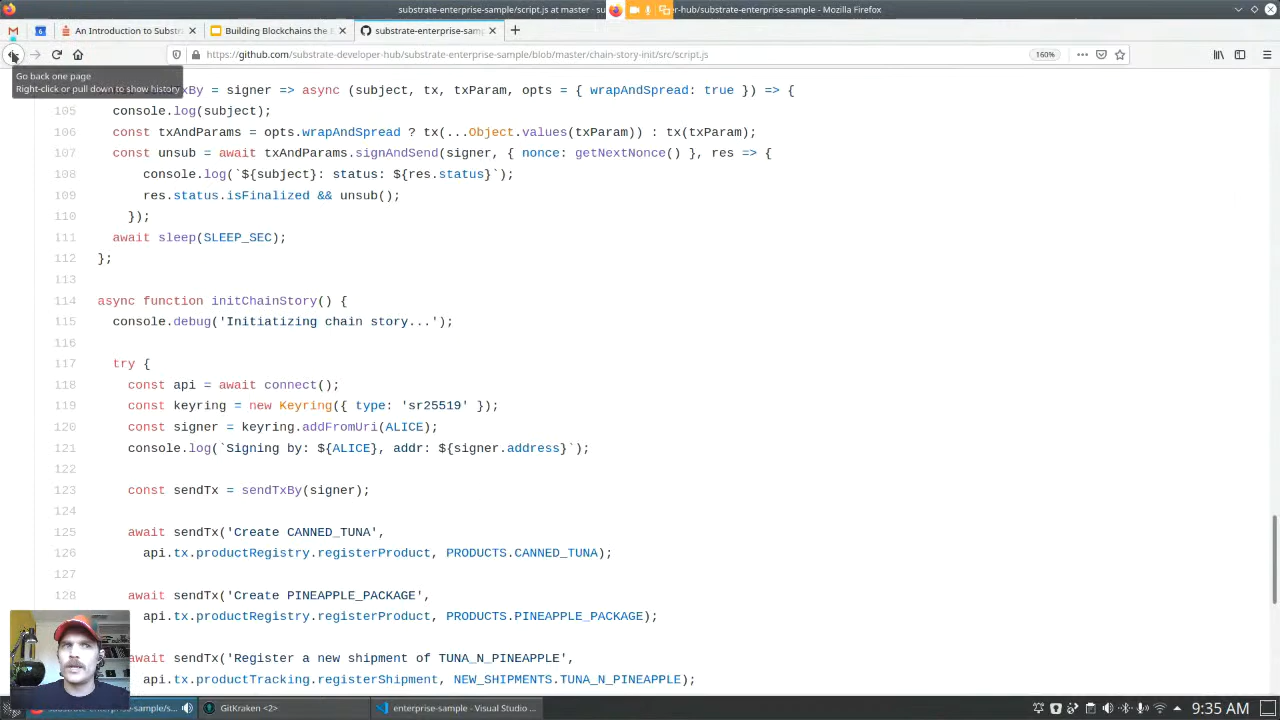 substrate-enterprise-sample/script.js at master · su
r-hub/substrate-enterprise-sample — Mozilla Firefox
An Introduction to Substr
Building Blockchains the E
substrate-enterprise-samp
https://github.com/substrate-developer-hub/substrate-enterprise-sample/blob/master/chain-story-init/src/script.js
160%
Go back one page
Right-click or pull down to show history
xBy = signer => async (subject, tx, txParam, opts = { wrapAndSpread: true }) => {
105 console.log(subject);
106 const txAndParams = opts.wrapAndSpread ? tx(...Object.values(txParam)) : tx(txParam);
107 const unsub = await txAndParams.signAndSend(signer, { nonce: getNextNonce() }, res => {
108 console.log(`${subject}: status: ${res.status}`);
109 res.status.isFinalized && unsub();
110 });
111 await sleep(SLEEP_SEC);
112 };
113
114 async function initChainStory() {
115 console.debug('Initiatizing chain story...');
116
117 try {
118 const api = await connect();
119 const keyring = new Keyring({ type: 'sr25519' });
120 const signer = keyring.addFromUri(ALICE);
121 console.log(`Signing by: ${ALICE}, addr: ${signer.address}`);
122
123 const sendTx = sendTxBy(signer);
124
125 await sendTx('Create CANNED_TUNA',
126 api.tx.productRegistry.registerProduct, PRODUCTS.CANNED_TUNA);
127
128 await sendTx('Create PINEAPPLE_PACKAGE',
api.tx.productRegistry.registerProduct, PRODUCTS.PINEAPPLE_PACKAGE);
await sendTx('Register a new shipment of TUNA_N_PINEAPPLE',
api.tx.productTracking.registerShipment, NEW_SHIPMENTS.TUNA_N_PINEAPPLE);
substrate-enterprise-sample/s...
GitKraken <2>
enterprise-sample - Visual Studio ...
9:35 AM